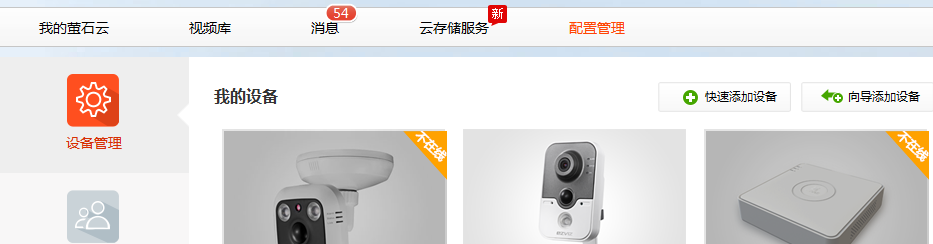 我的萤石云 视频库 消息 54 云存储服务 新 配置管理
我的设备 快速添加设备 向导添加设备
设备管理
不在线 不在线